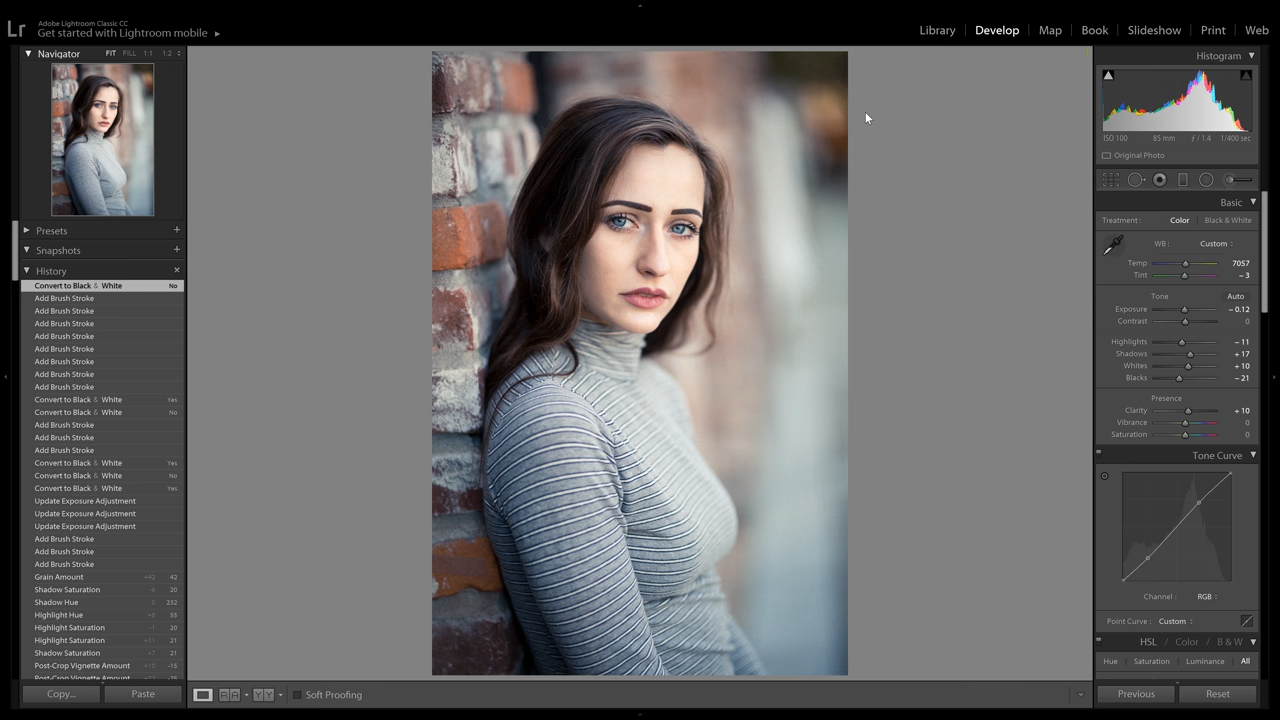 Lr
Adobe Lightroom Classic CC
Get started with Lightroom mobile
Library | Develop | Map | Book | Slideshow | Print | Web
Navigator FIT FILL 1:1 1:2
Presets
Snapshots
History
Convert to Black & White No
Add Brush Stroke
Add Brush Stroke
Add Brush Stroke
Add Brush Stroke
Add Brush Stroke
Add Brush Stroke
Add Brush Stroke
Add Brush Stroke
Convert to Black & White Yes
Convert to Black & White No
Add Brush Stroke
Add Brush Stroke
Add Brush Stroke
Convert to Black & White Yes
Convert to Black & White No
Convert to Black & White Yes
Update Exposure Adjustment
Update Exposure Adjustment
Update Exposure Adjustment
Add Brush Stroke
Add Brush Stroke
Add Brush Stroke
Grain Amount 42
Shadow Saturation 20
Shadow Hue 232
Highlight Hue 55
Highlight Saturation 20
Highlight Saturation 21
Shadow Saturation 21
Post-Crop Vignette Amount -15
Post-Crop Vignette Amount
Copy... Paste
Soft Proofing
Histogram
ISO 100 85 mm ƒ / 1.4 1/400 sec
Original Photo
Basic
Treatment : Color Black & White
WB : Custom
Temp 7057
Tint – 3
Tone Auto
Exposure – 0.12
Contrast 0
Highlights – 11
Shadows + 17
Whites + 10
Blacks – 21
Presence
Clarity + 10
Vibrance 0
Saturation 0
Tone Curve
Channel : RGB
Point Curve : Custom
HSL / Color / B & W
Hue | Saturation | Luminance | All
Previous Reset